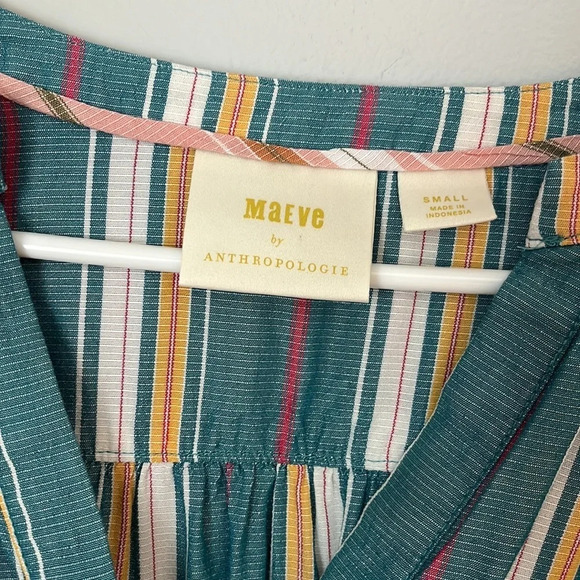 MaEve
by
ANTHROPOLOGIE
SMALL
MADE IN
INDONESIA